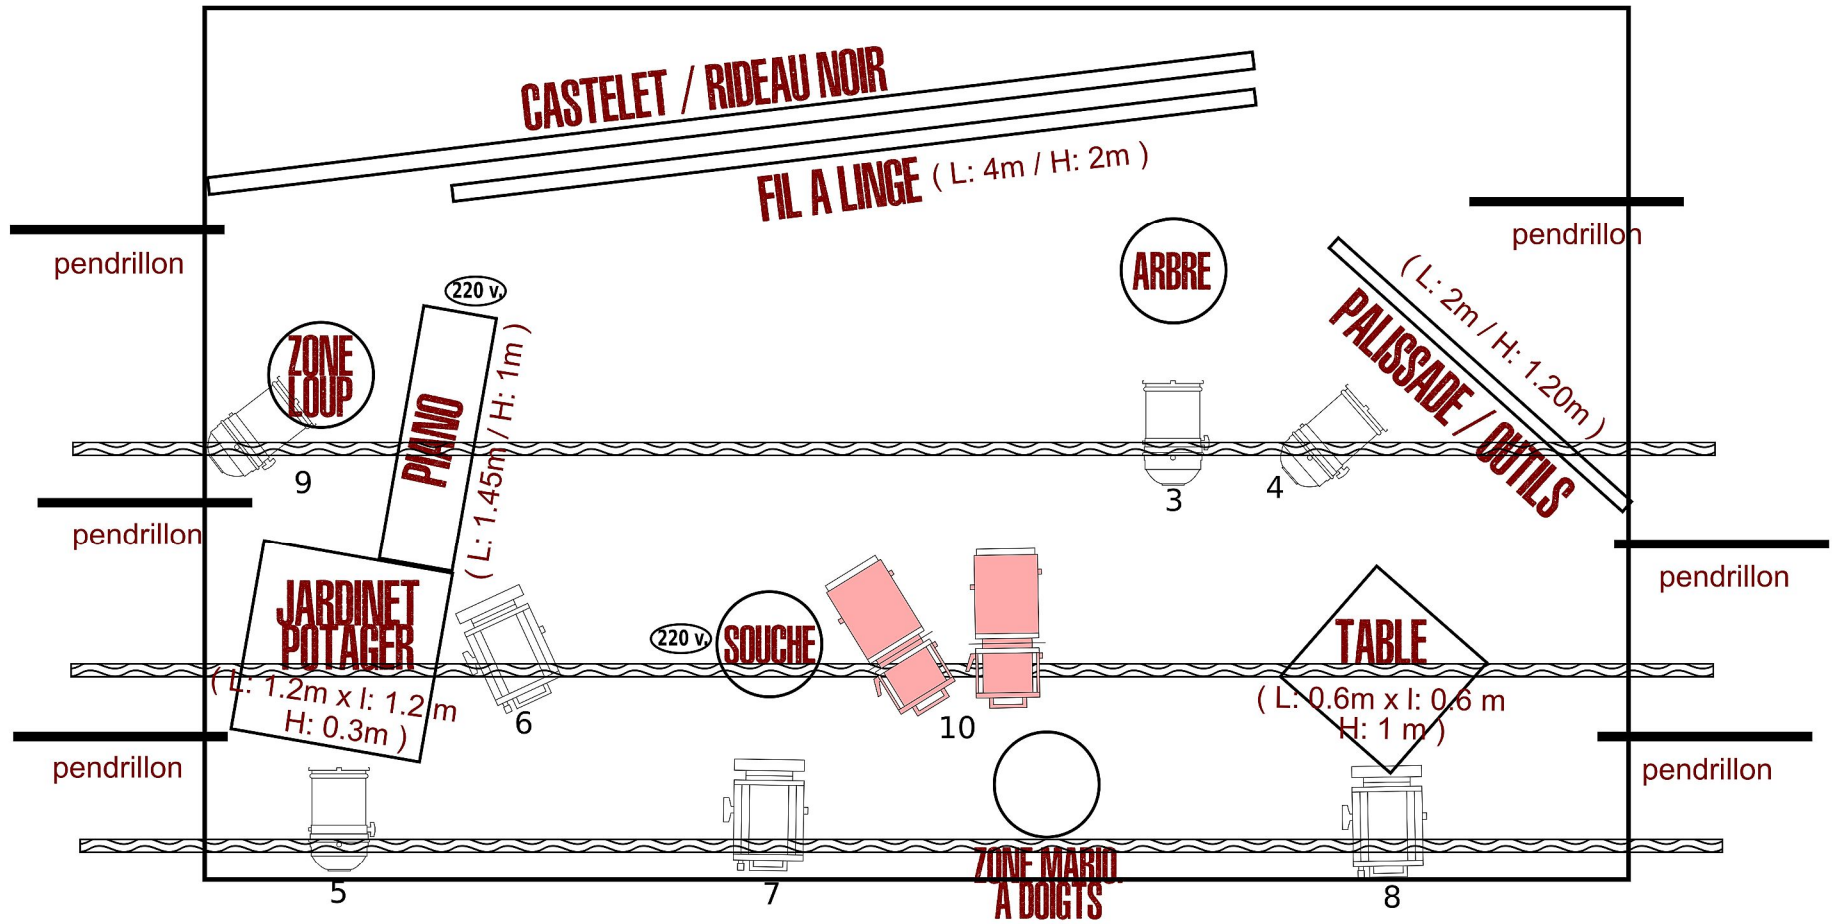 CASTELET / RIDEAU NOIR
FIL A LINGE ( L: 4m / H: 2m )
pendrillon
pendrillon
220 v.
ARBRE
( L: 2m / H: 1.20m )
PALISSADE / OUTILS
ZONE
LOUP
PIANO
( L: 1.45m / H: 1m )
9
3
4
pendrillon
pendrillon
JARDINET
POTAGER
( L: 1.2m x l: 1.2 m
H: 0.3m )
6
220 v.
SOUCHE
10
TABLE
( L: 0.6m x l: 0.6 m
H: 1 m )
pendrillon
pendrillon
5
7
ZONE MARIO.
A DOIGTS
8